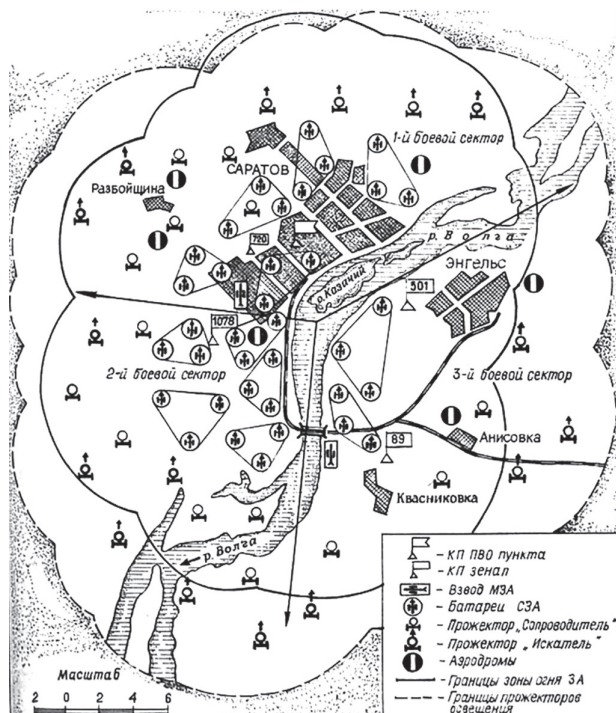 1-й боевой сектор
САРАТОВ
Разбойщина
720
р. Волга
ЭНГЕЛЬС
о. Казачий
501
1078
2-й боевой сектор
3-й боевой сектор
89
Анисовка
Квасниковка
р. Волга
- КП ПВО пункта
- КП зенап
- Взвод МЗА
- Батареи СЗА
- Прожектор „Сопроводитель"
- Прожектор „Искатель"
- Аэродромы
- Границы зоны огня ЗА
- Границы прожекторов
освещения
Масштаб
2 0 2 4 6